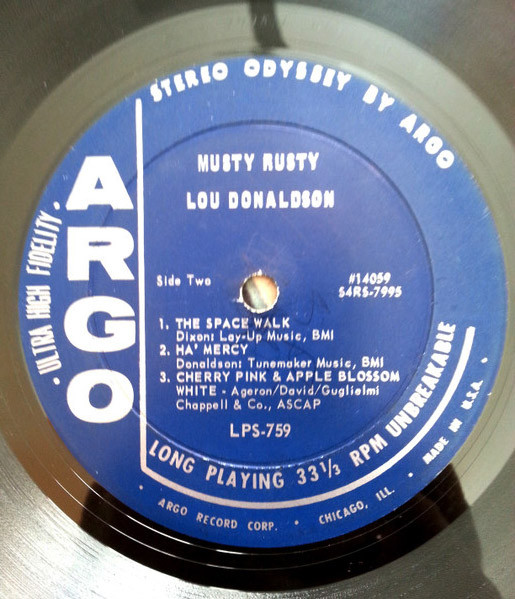 STEREO ODYSSEY BY ARGO
MUSTY RUSTY
LOU DONALDSON
ARGO
· ULTRA HIGH FIDELITY ·
Side Two
#14059
S4RS-7995
1. THE SPACE WALK
Dixon: Lay-Up Music, BMI
2. HA' MERCY
Donaldson: Tunemaker Music, BMI
3. CHERRY PINK & APPLE BLOSSOM
WHITE - Ageron/David/Guglielmi
Chappell & Co., ASCAP
LPS-759
LONG PLAYING 33 1/3 RPM UNBREAKABLE
· ARGO RECORD CORP. · CHICAGO, ILL. · MADE IN U.S.A. ·